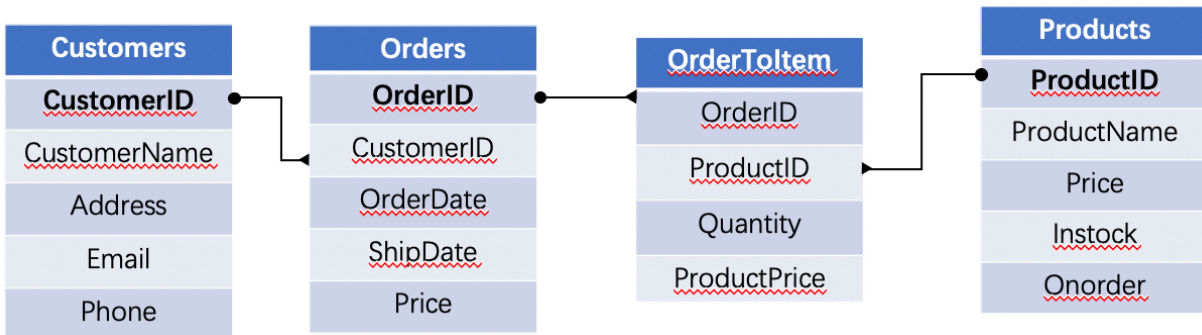 Customers
CustomerID
CustomerName
Address
Email
Phone
Orders
OrderID
CustomerID
OrderDate
ShipDate
Price
OrderToItem
OrderID
ProductID
Quantity
ProductPrice
Products
ProductID
ProductName
Price
Instock
Onorder